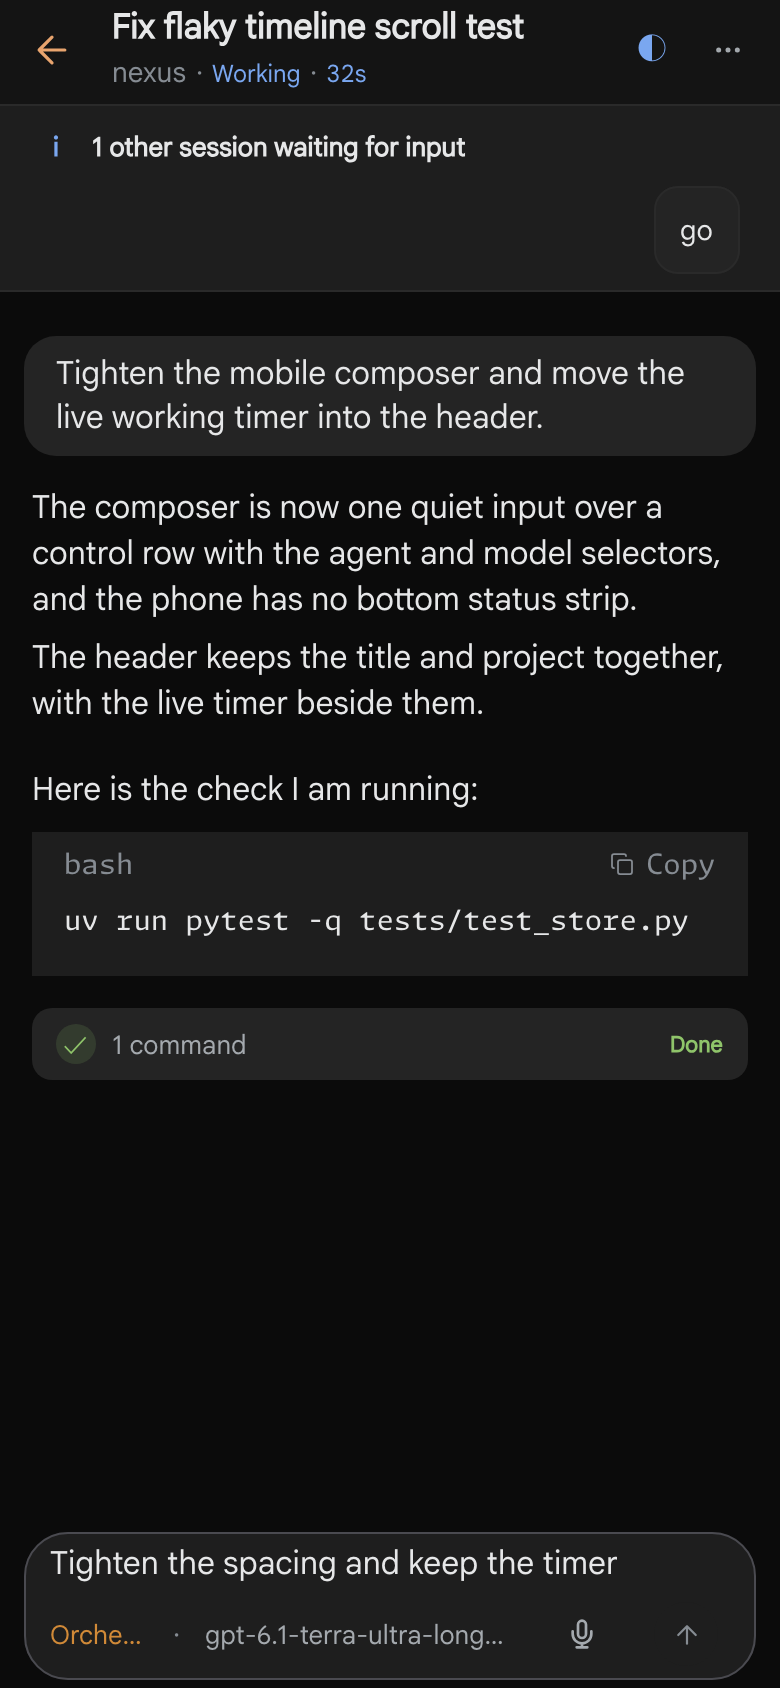 Fix flaky timeline scroll test
nexus · Working · 32s
1 other session waiting for input
go
Tighten the mobile composer and move the
live working timer into the header.
The composer is now one quiet input over a
control row with the agent and model selectors,
and the phone has no bottom status strip.
The header keeps the title and project together,
with the live timer beside them.
Here is the check I am running:
bash
Copy
uv run pytest -q tests/test_store.py
1 command
Done
Tighten the spacing and keep the timer
Orche... · gpt-6.1-terra-ultra-long...